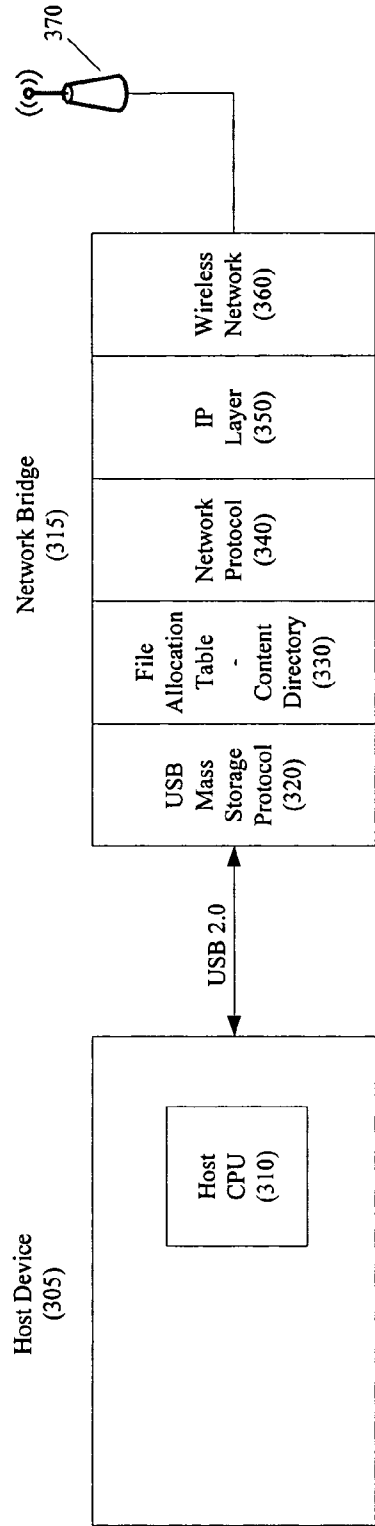 Host Device
(305)
Host
CPU
(310)
USB 2.0
Network Bridge
(315)
USB
Mass
Storage
Protocol
(320)
File
Allocation
Table
-
Content
Directory
(330)
Network
Protocol
(340)
IP
Layer
(350)
Wireless
Network
(360)
370